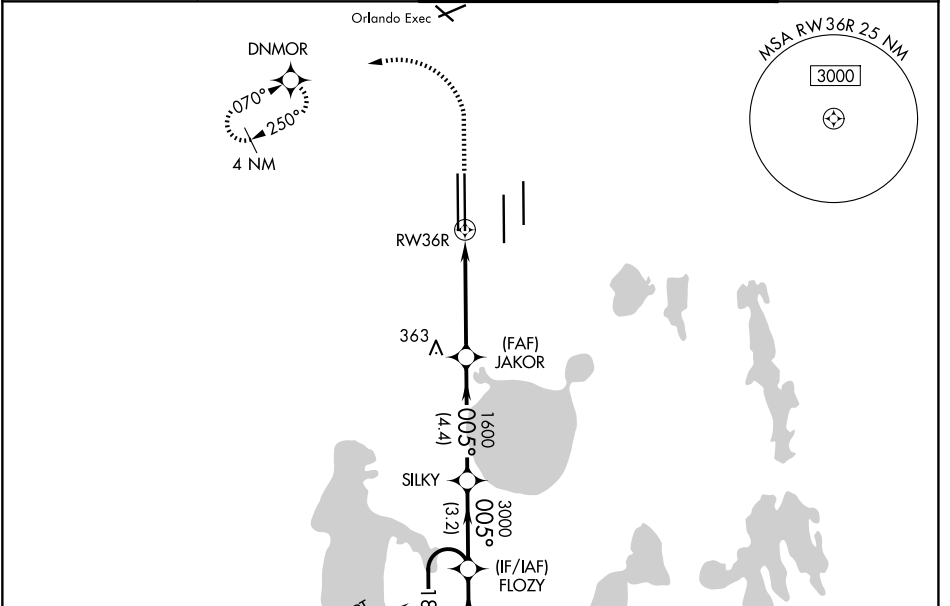 Orlando Exec
MSA RW36R 25 NM
3000
DNMOR
070°
250°
4 NM
RW36R
363
(FAF)
JAKOR
1600
005°
(4.4)
SILKY
3000
005°
(3.2)
(IF/IAF)
FLOZY